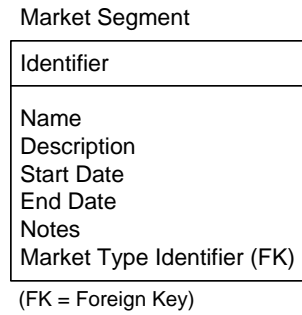 Market Segment
Identifier
Name
Description
Start Date
End Date
Notes
Market Type Identifier (FK)
(FK = Foreign Key)